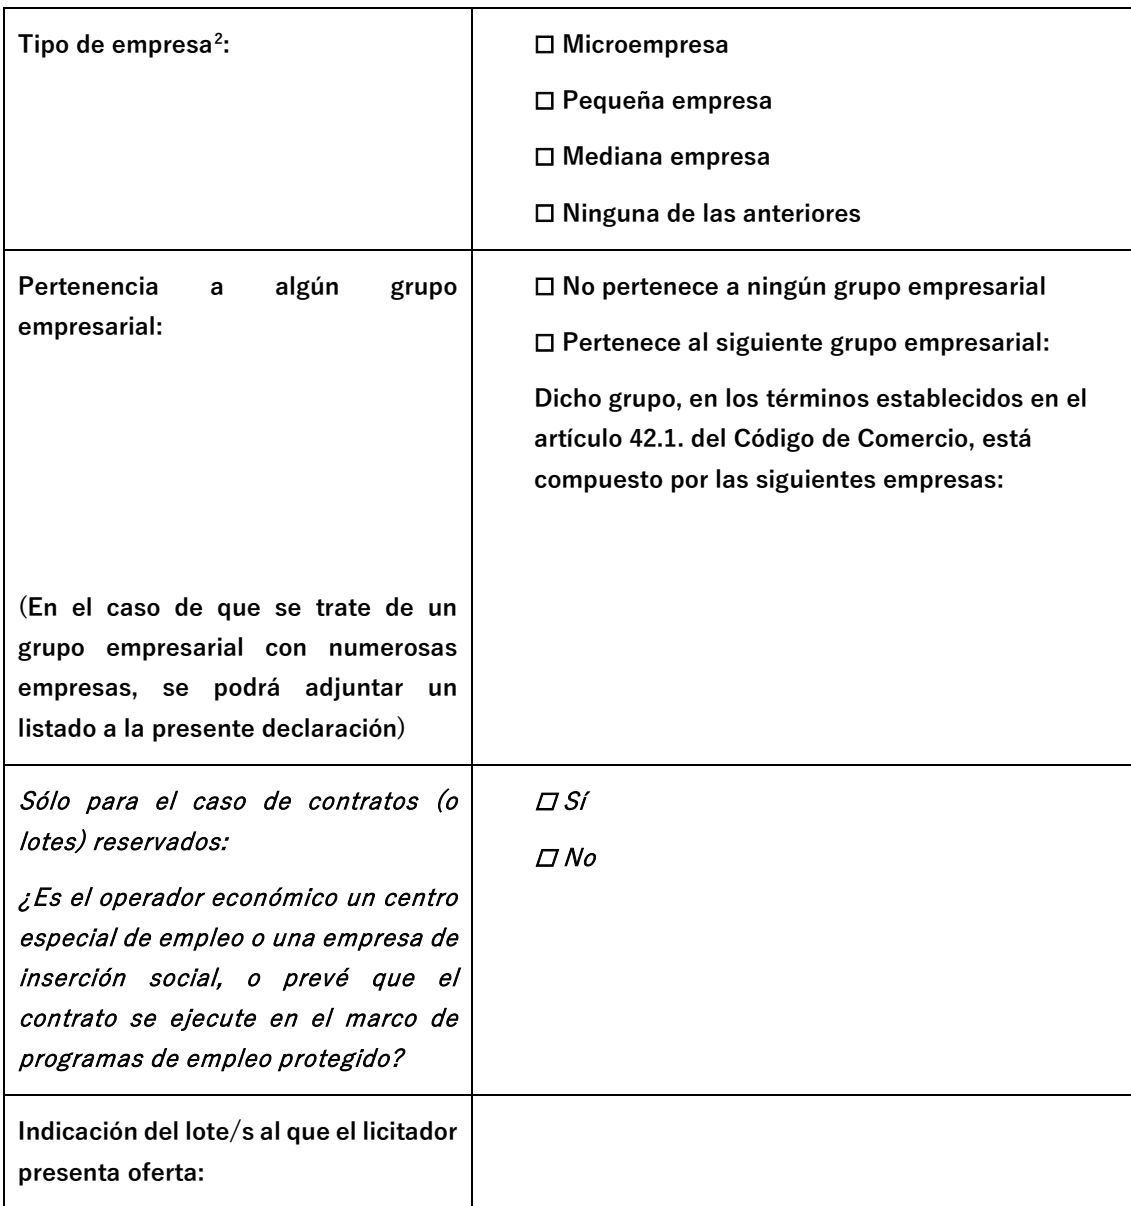 Tipo de empresa²:
☐ Microempresa
☐ Pequeña empresa
☐ Mediana empresa
☐ Ninguna de las anteriores
Pertenencia a algún grupo
empresarial:
(En el caso de que se trate de un
grupo empresarial con numerosas
empresas, se podrá adjuntar un
listado a la presente declaración)
☐ No pertenece a ningún grupo empresarial
☐ Pertenece al siguiente grupo empresarial:
Dicho grupo, en los términos establecidos en el
artículo 42.1. del Código de Comercio, está
compuesto por las siguientes empresas:
Sólo para el caso de contratos (o
lotes) reservados:
¿Es el operador económico un centro
especial de empleo o una empresa de
inserción social, o prevé que el
contrato se ejecute en el marco de
programas de empleo protegido?
☐ Sí
☐ No
Indicación del lote/s al que el licitador
presenta oferta: